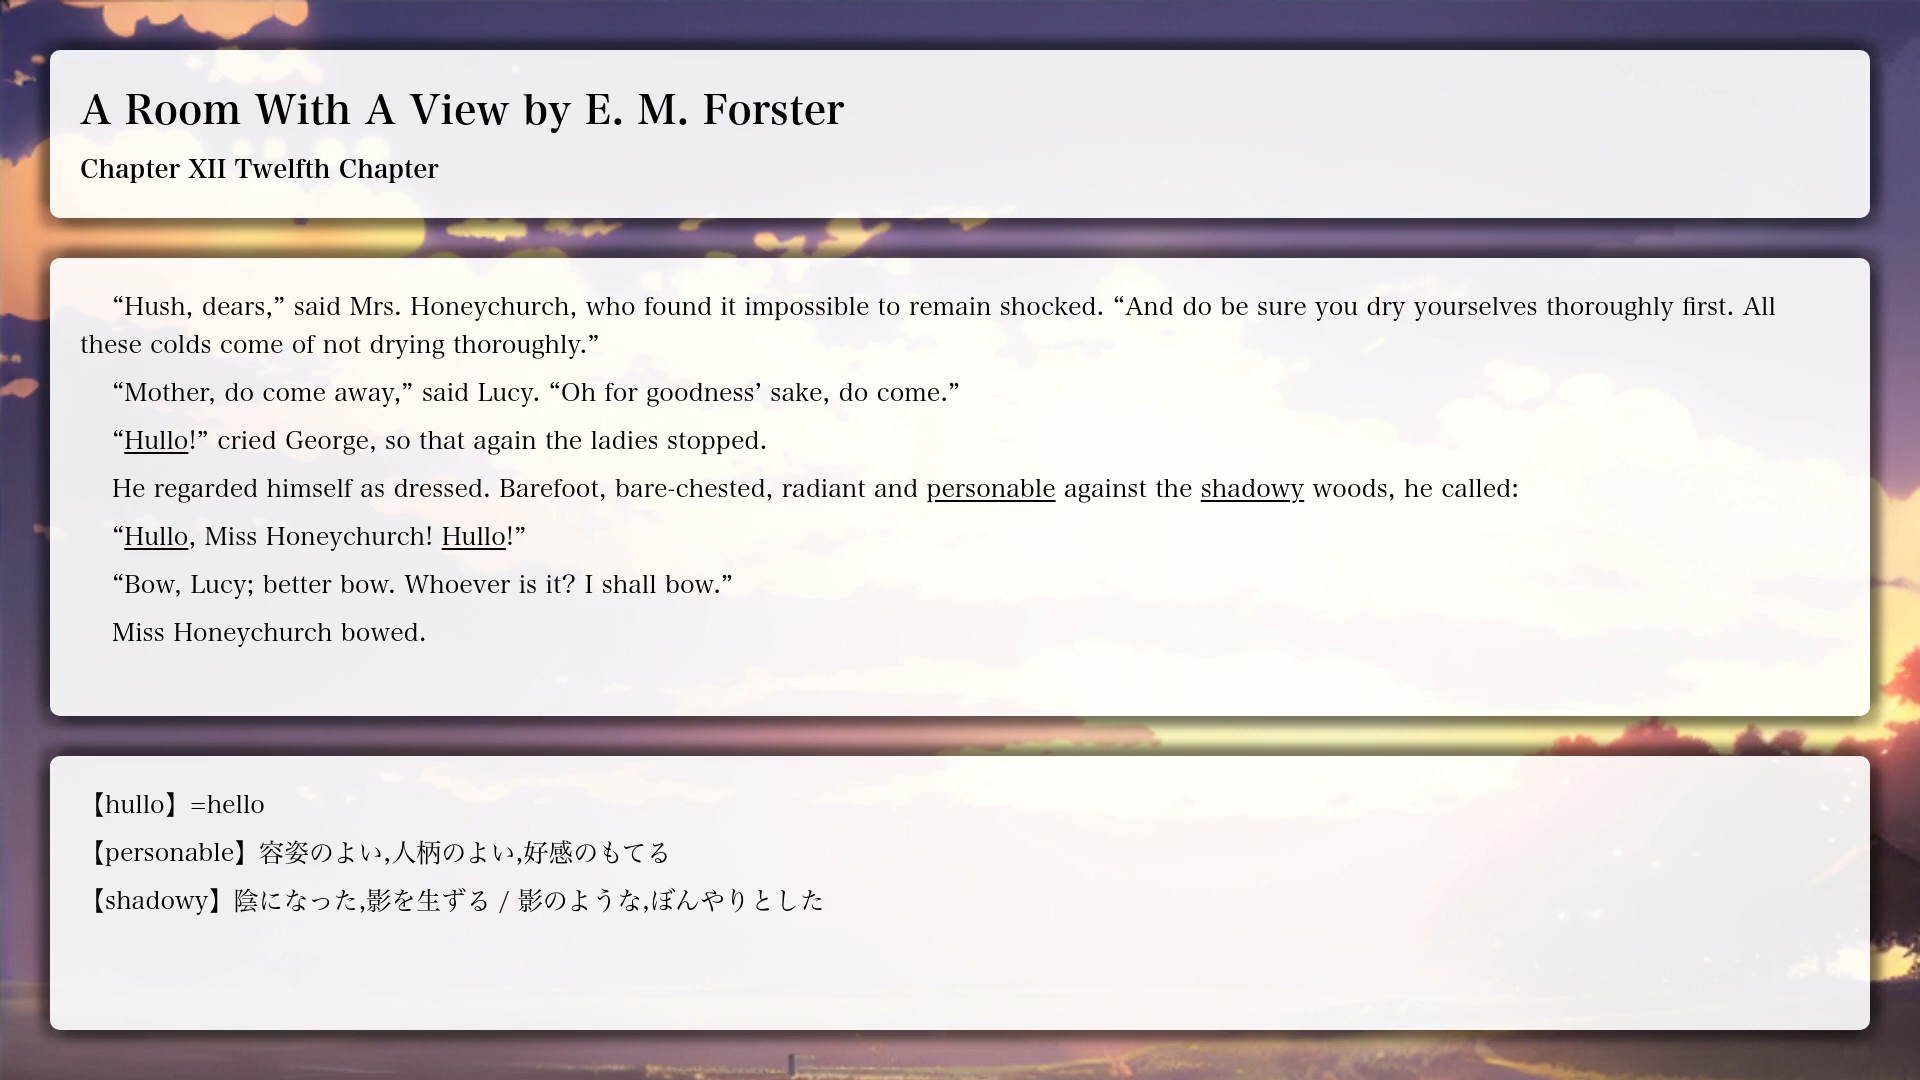 A Room With A View by E. M. Forster
Chapter XII Twelfth Chapter
“Hush, dears,” said Mrs. Honeychurch, who found it impossible to remain shocked. “And do be sure you dry yourselves thoroughly first. All
these colds come of not drying thoroughly.”
“Mother, do come away,” said Lucy. “Oh for goodness’ sake, do come.”
“Hullo!” cried George, so that again the ladies stopped.
He regarded himself as dressed. Barefoot, bare-chested, radiant and personable against the shadowy woods, he called:
“Hullo, Miss Honeychurch! Hullo!”
“Bow, Lucy; better bow. Whoever is it? I shall bow.”
Miss Honeychurch bowed.
【hullo】=hello
【personable】容姿のよい,人柄のよい,好感のもてる
【shadowy】陰になった,影を生ずる / 影のような,ぼんやりとした